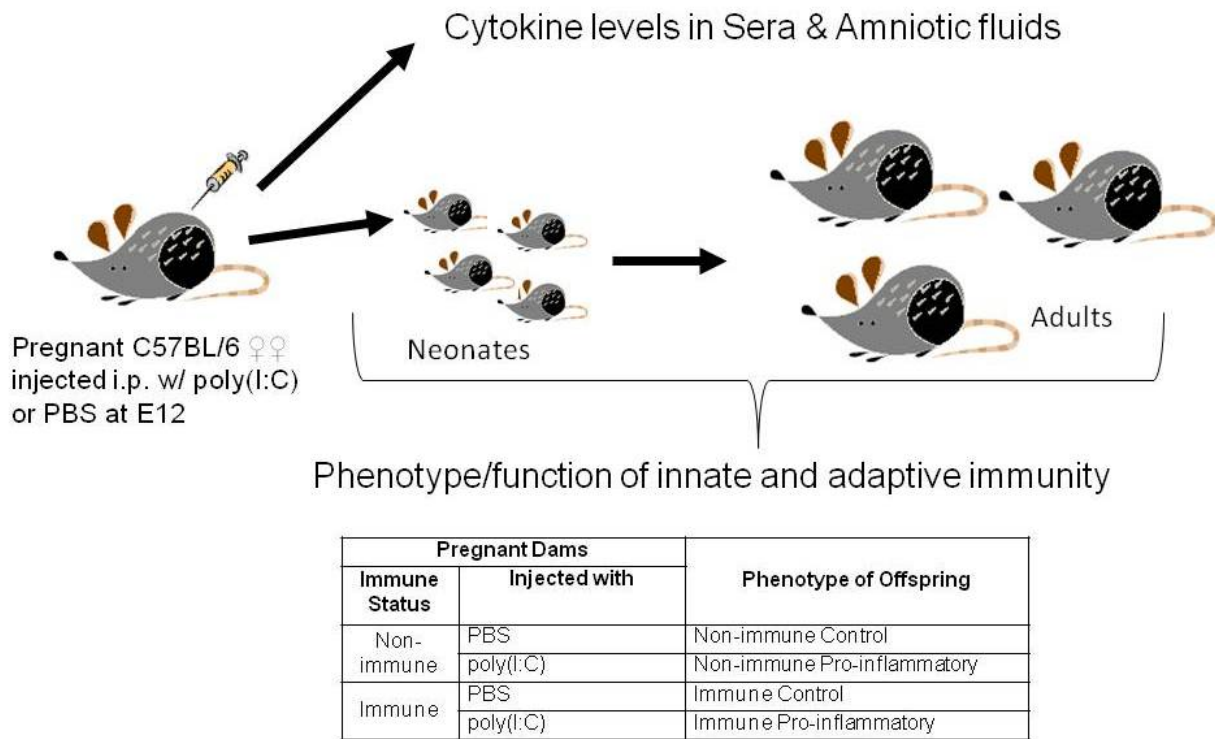 Cytokine levels in Sera & Amniotic fluids
Pregnant C57BL/6 ♀♀
injected i.p. w/ poly(I:C)
or PBS at E12
Neonates
Adults
Phenotype/function of innate and adaptive immunity
Pregnant Dams
Phenotype of Offspring
Immune
Status
Injected with
Non-
immune
PBS
Non-immune Control
poly(I:C)
Non-immune Pro-inflammatory
Immune
PBS
Immune Control
poly(I:C)
Immune Pro-inflammatory